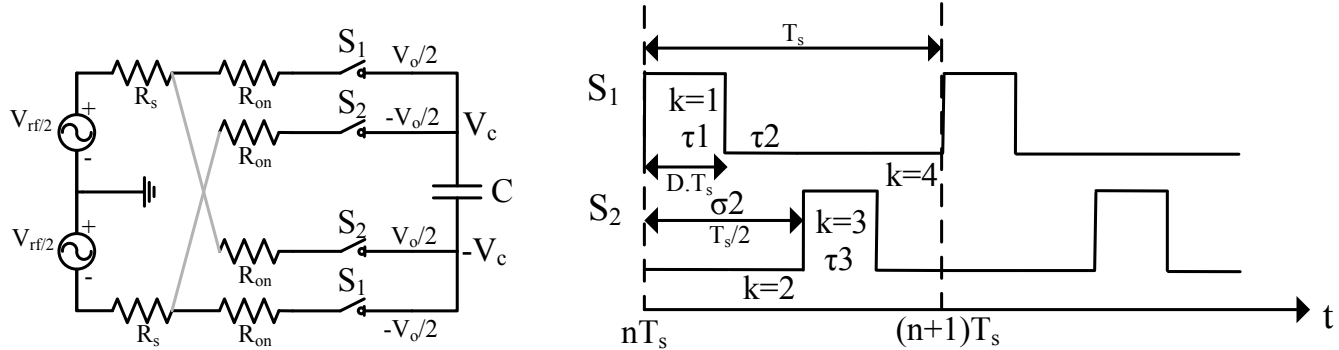 S1
Vo/2
Rs
Ron
S2
-Vo/2
Vc
Vrf/2
+
-
Ron
C
+
Vrf/2
-
S2
Vo/2
-Vc
Ron
S1
Rs
Ron
-Vo/2
Ts
S1
k=1
τ1
τ2
D.Ts
k=4
S2
σ2
Ts/2
k=3
τ3
k=2
nTs
(n+1)Ts
t